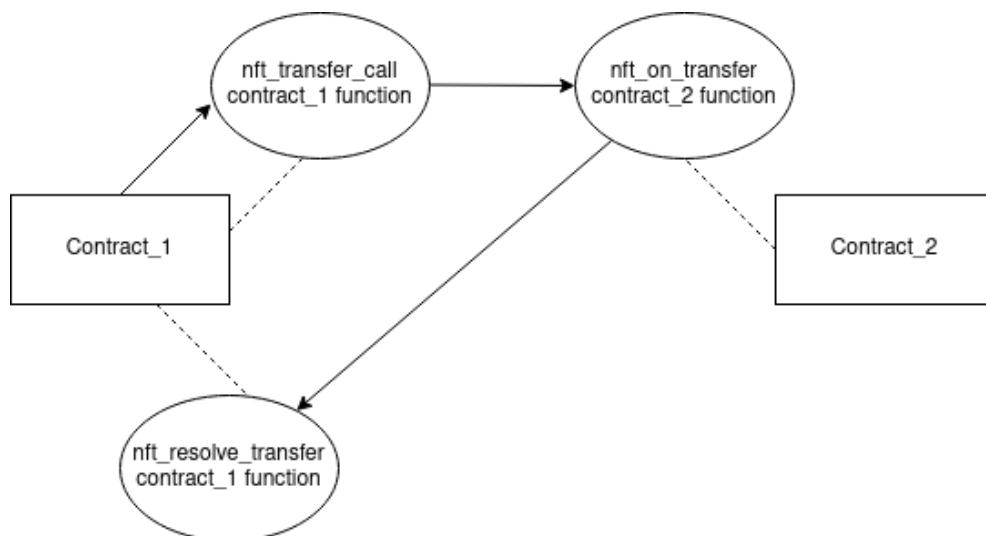 nft_transfer_call
contract_1 function
nft_on_transfer
contract_2 function
Contract_1
Contract_2
nft_resolve_transfer
contract_1 function